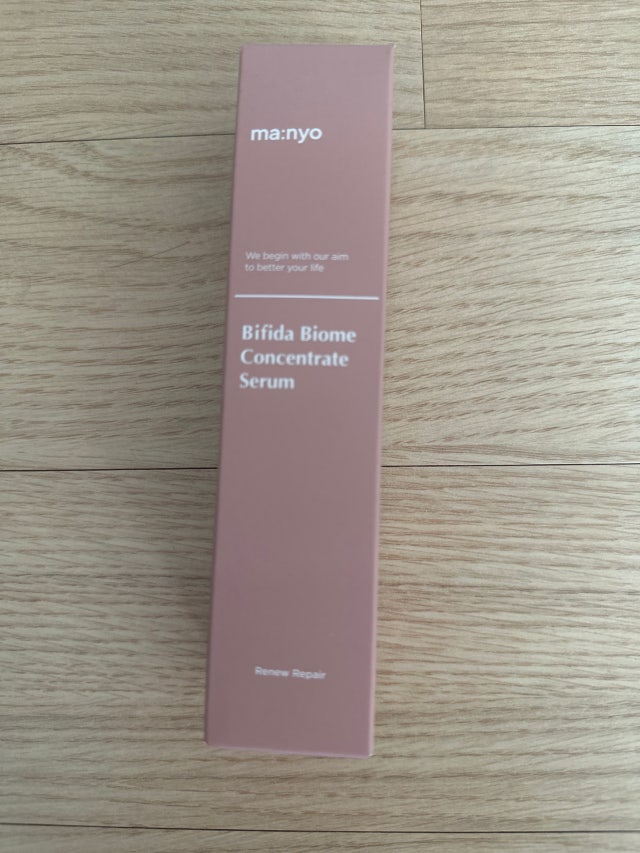 ma:nyo
We begin with our aim
to better your life
Bifida Biome
Concentrate
Serum
Renew Repair